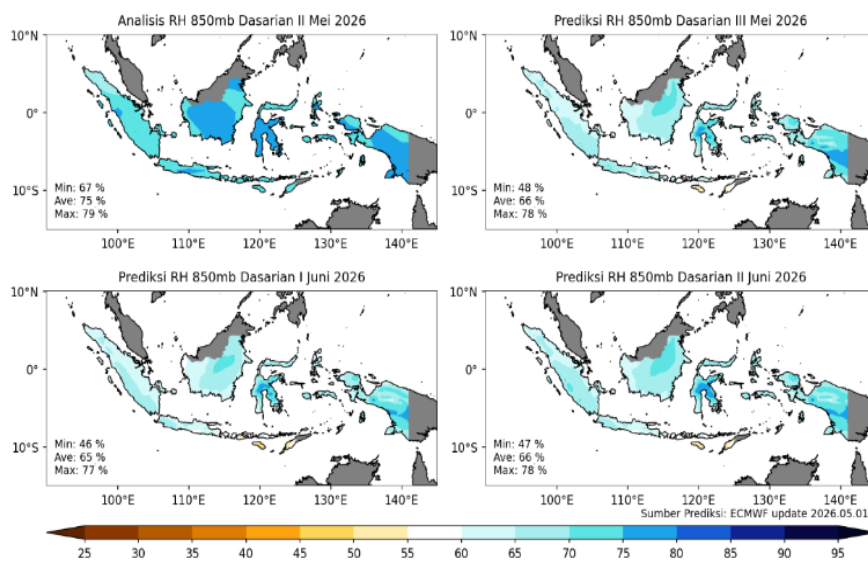 Analisis RH 850mb Dasarian II Mei 2026
10°N
0°
10°S
Min: 67 %
Ave: 75 %
Max: 79 %
100°E 110°E 120°E 130°E 140°E
Prediksi RH 850mb Dasarian III Mei 2026
10°N
0°
10°S
Min: 48 %
Ave: 66 %
Max: 78 %
100°E 110°E 120°E 130°E 140°E
Prediksi RH 850mb Dasarian I Juni 2026
10°N
0°
10°S
Min: 46 %
Ave: 65 %
Max: 77 %
100°E 110°E 120°E 130°E 140°E
Prediksi RH 850mb Dasarian II Juni 2026
10°N
0°
10°S
Min: 47 %
Ave: 66 %
Max: 78 %
100°E 110°E 120°E 130°E 140°E
Sumber Prediksi: ECMWF update 2026.05.01
25 30 35 40 45 50 55 60 65 70 75 80 85 90 95